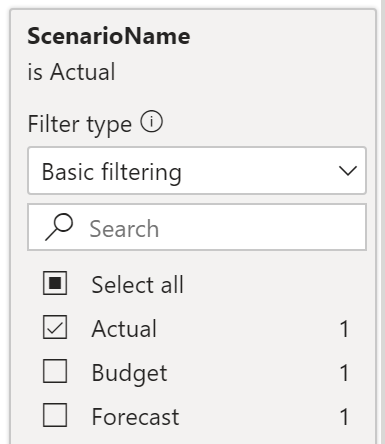 ScenarioName
is Actual
Filter type
Basic filtering
Search
Select all
Actual 1
Budget 1
Forecast 1